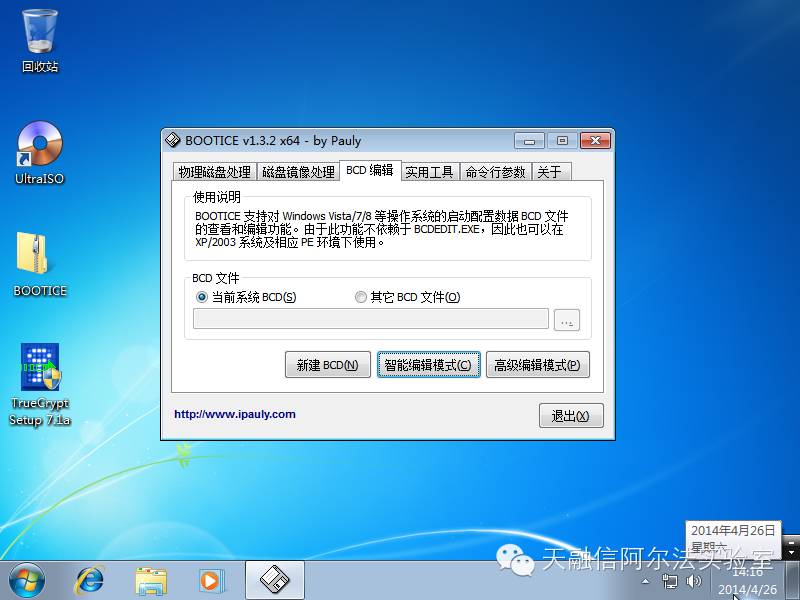 回收站
UltraISO
BOOTICE
TrueCrypt
Setup 7.1a
BOOTICE v1.3.2 x64 - by Pauly
物理磁盘处理 磁盘镜像处理 BCD 编辑 实用工具 命令行参数 关于
使用说明
BOOTICE 支持对 Windows Vista/7/8 等操作系统的启动配置数据 BCD 文件
的查看和编辑功能。由于此功能不依赖于 BCDEDIT.EXE，因此也可以在
XP/2003 系统及相应 PE 环境下使用。
BCD 文件
当前系统 BCD(S) 其它 BCD 文件(O)
...
新建 BCD(N) 智能编辑模式(C) 高级编辑模式(P)
http://www.ipauly.com 退出(X)
2014年4月26日
星期六
天融信阿尔法实验室
14:16
2014/4/26